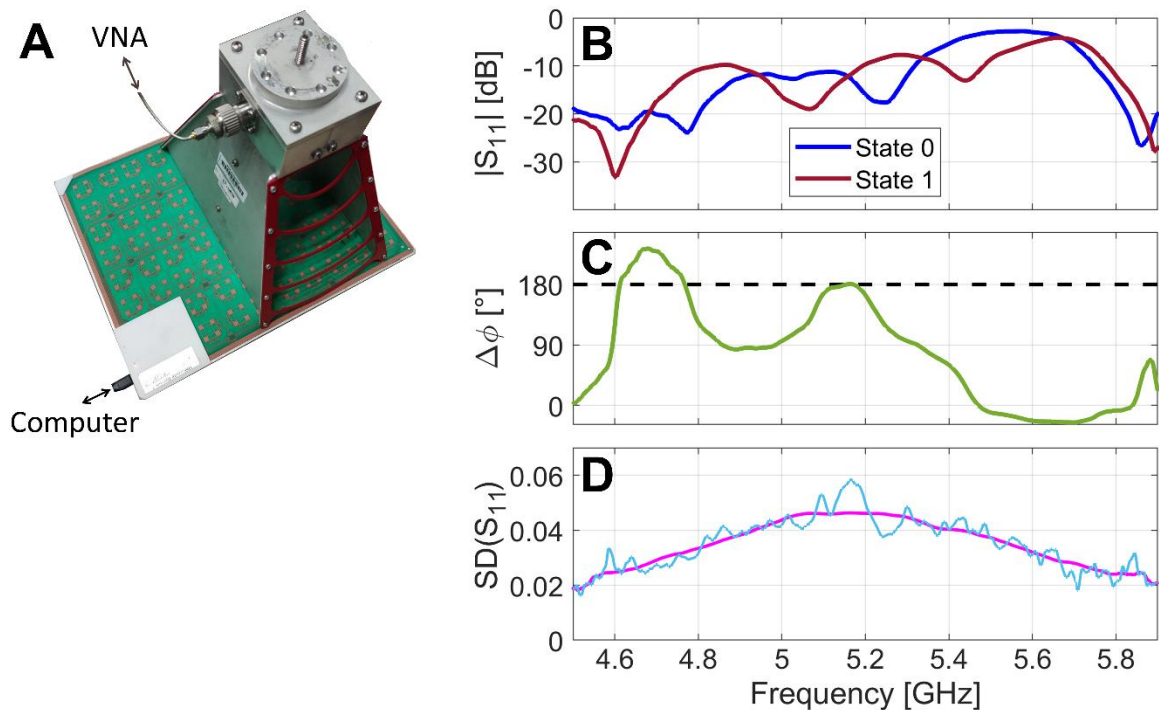 A
VNA
Computer
B
0
-10
-20
-30
|S₁₁| [dB]
State 0
State 1
C
180
90
0
Δϕ [°]
D
0.06
0.04
0.02
0
SD(S₁₁)
4.6 4.8 5 5.2 5.4 5.6 5.8
Frequency [GHz]